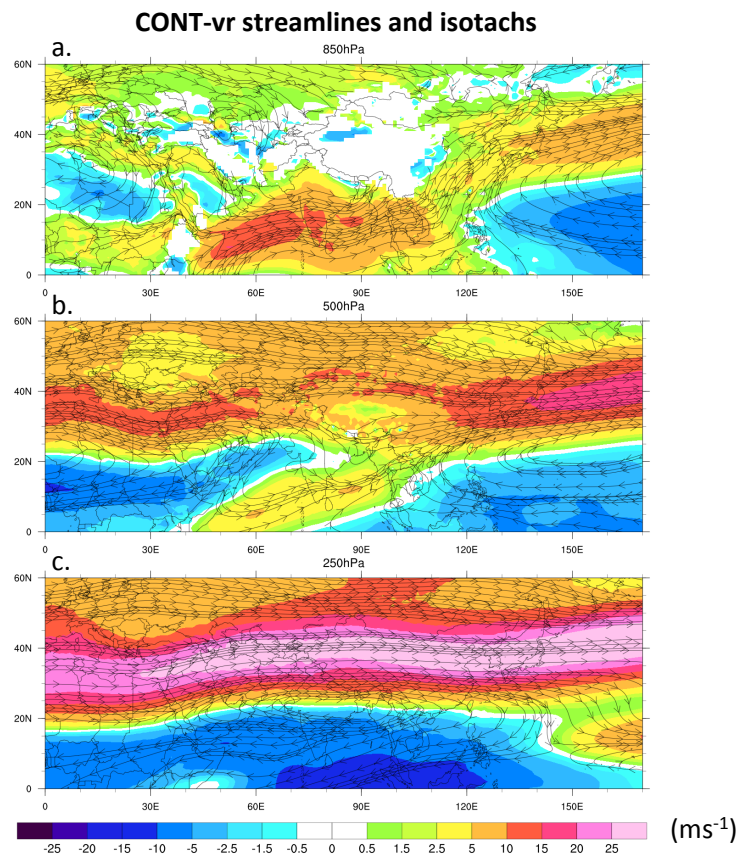 CONT-vr streamlines and isotachs
a.
850hPa
60N
40N
20N
0
0 30E 60E 90E 120E 150E
b.
500hPa
60N
40N
20N
0
0 30E 60E 90E 120E 150E
c.
250hPa
60N
40N
20N
0
0 30E 60E 90E 120E 150E
(ms-1)
-25 -20 -15 -10 -5 -2.5 -1.5 -0.5 0 0.5 1.5 2.5 5 10 15 20 25